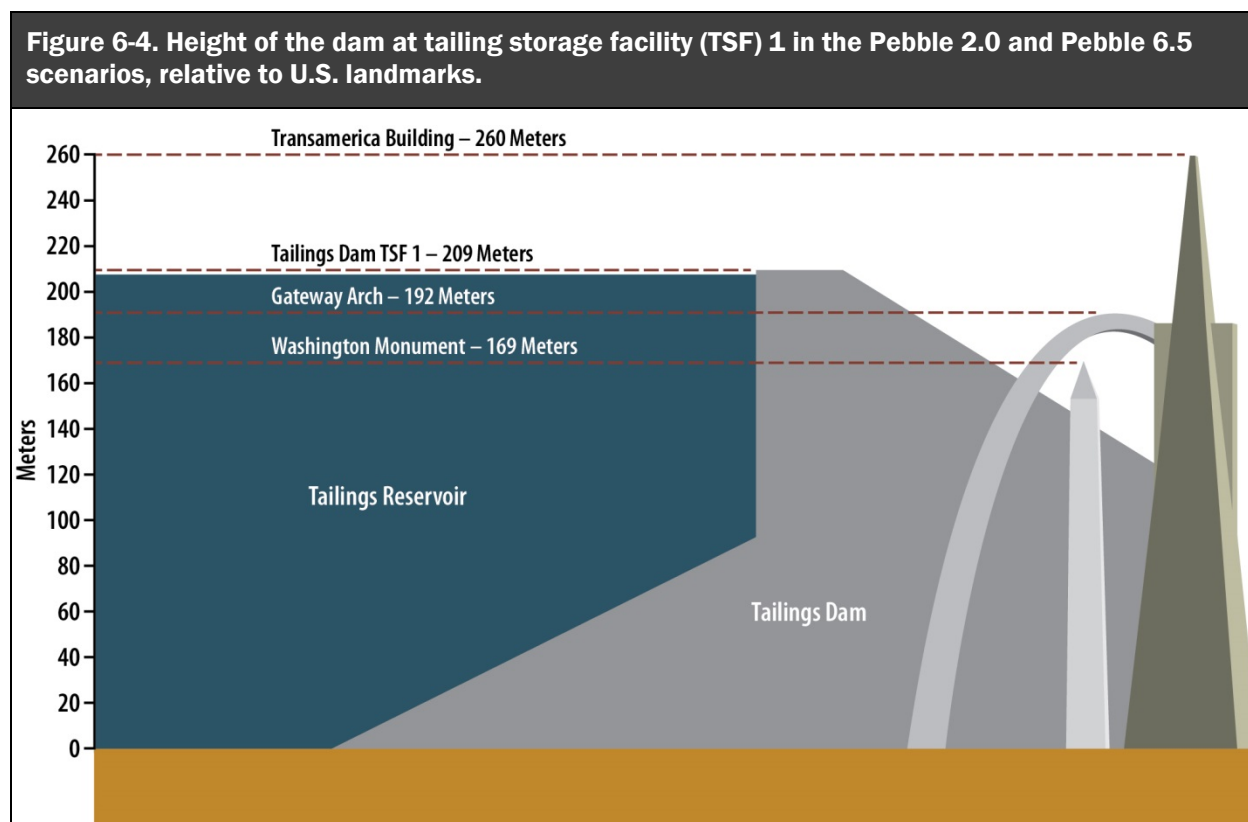 Figure 6-4. Height of the dam at tailing storage facility (TSF) 1 in the Pebble 2.0 and Pebble 6.5
scenarios, relative to U.S. landmarks.
Transamerica Building – 260 Meters
260
240
220
Tailings Dam TSF 1 – 209 Meters
200
Gateway Arch – 192 Meters
180
Washington Monument – 169 Meters
160
140
120
Meters
Tailings Reservoir
100
80
60
Tailings Dam
40
20
0